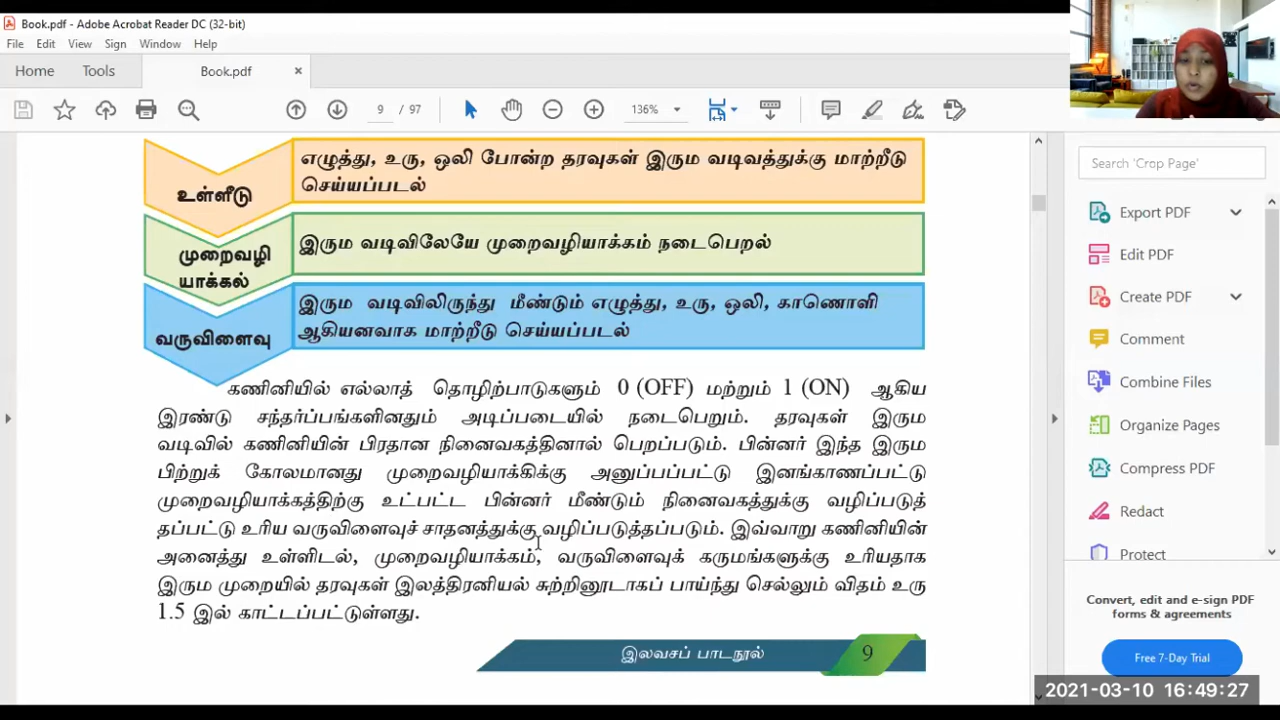 Book.pdf - Adobe Acrobat Reader DC (32-bit)
File Edit View Sign Window Help
Home Tools Book.pdf ×
9 / 97 136%
Search 'Crop Page'
Export PDF
Edit PDF
Create PDF
Comment
Combine Files
Organize Pages
Compress PDF
Redact
Protect
Convert, edit and e-sign PDF
forms & agreements
Free 7-Day Trial
உள்ளீடு
எழுத்து, உரு, ஒலி போன்ற தரவுகள் இரும வடிவத்துக்கு மாற்றீடு
செய்யப்படல்
முறைவழி
யாக்கல்
இரும வடிவிலேயே முறைவழியாக்கம் நடைபெறல்
வருவிளைவு
இரும வடிவிலிருந்து மீண்டும் எழுத்து, உரு, ஒலி, காணொளி
ஆகியனவாக மாற்றீடு செய்யப்படல்
கணினியில் எல்லாத் தொழிற்பாடுகளும் 0 (OFF) மற்றும் 1 (ON) ஆகிய
இரண்டு சந்தர்ப்பங்களினதும் அடிப்படையில் நடைபெறும். தரவுகள் இரும
வடிவில் கணினியின் பிரதான நினைவகத்தினால் பெறப்படும். பின்னர் இந்த இரும
பிற்றுக் கோலமானது முறைவழியாக்கிக்கு அனுப்பப்பட்டு இனங்காணப்பட்டு
முறைவழியாக்கத்திற்கு உட்பட்ட பின்னர் மீண்டும் நினைவகத்துக்கு வழிப்படுத்
தப்பட்டு உரிய வருவிளைவுச் சாதனத்துக்கு வழிப்படுத்தப்படும். இவ்வாறு கணினியின்
அனைத்து உள்ளிடல், முறைவழியாக்கம், வருவிளைவுக் கருமங்களுக்கு உரியதாக
இரும முறையில் தரவுகள் இலத்திரனியல் சுற்றினூடாகப் பாய்ந்து செல்லும் விதம் உரு
1.5 இல் காட்டப்பட்டுள்ளது.
இலவசப் பாடநூல் 9
2021-03-10 16:49:27